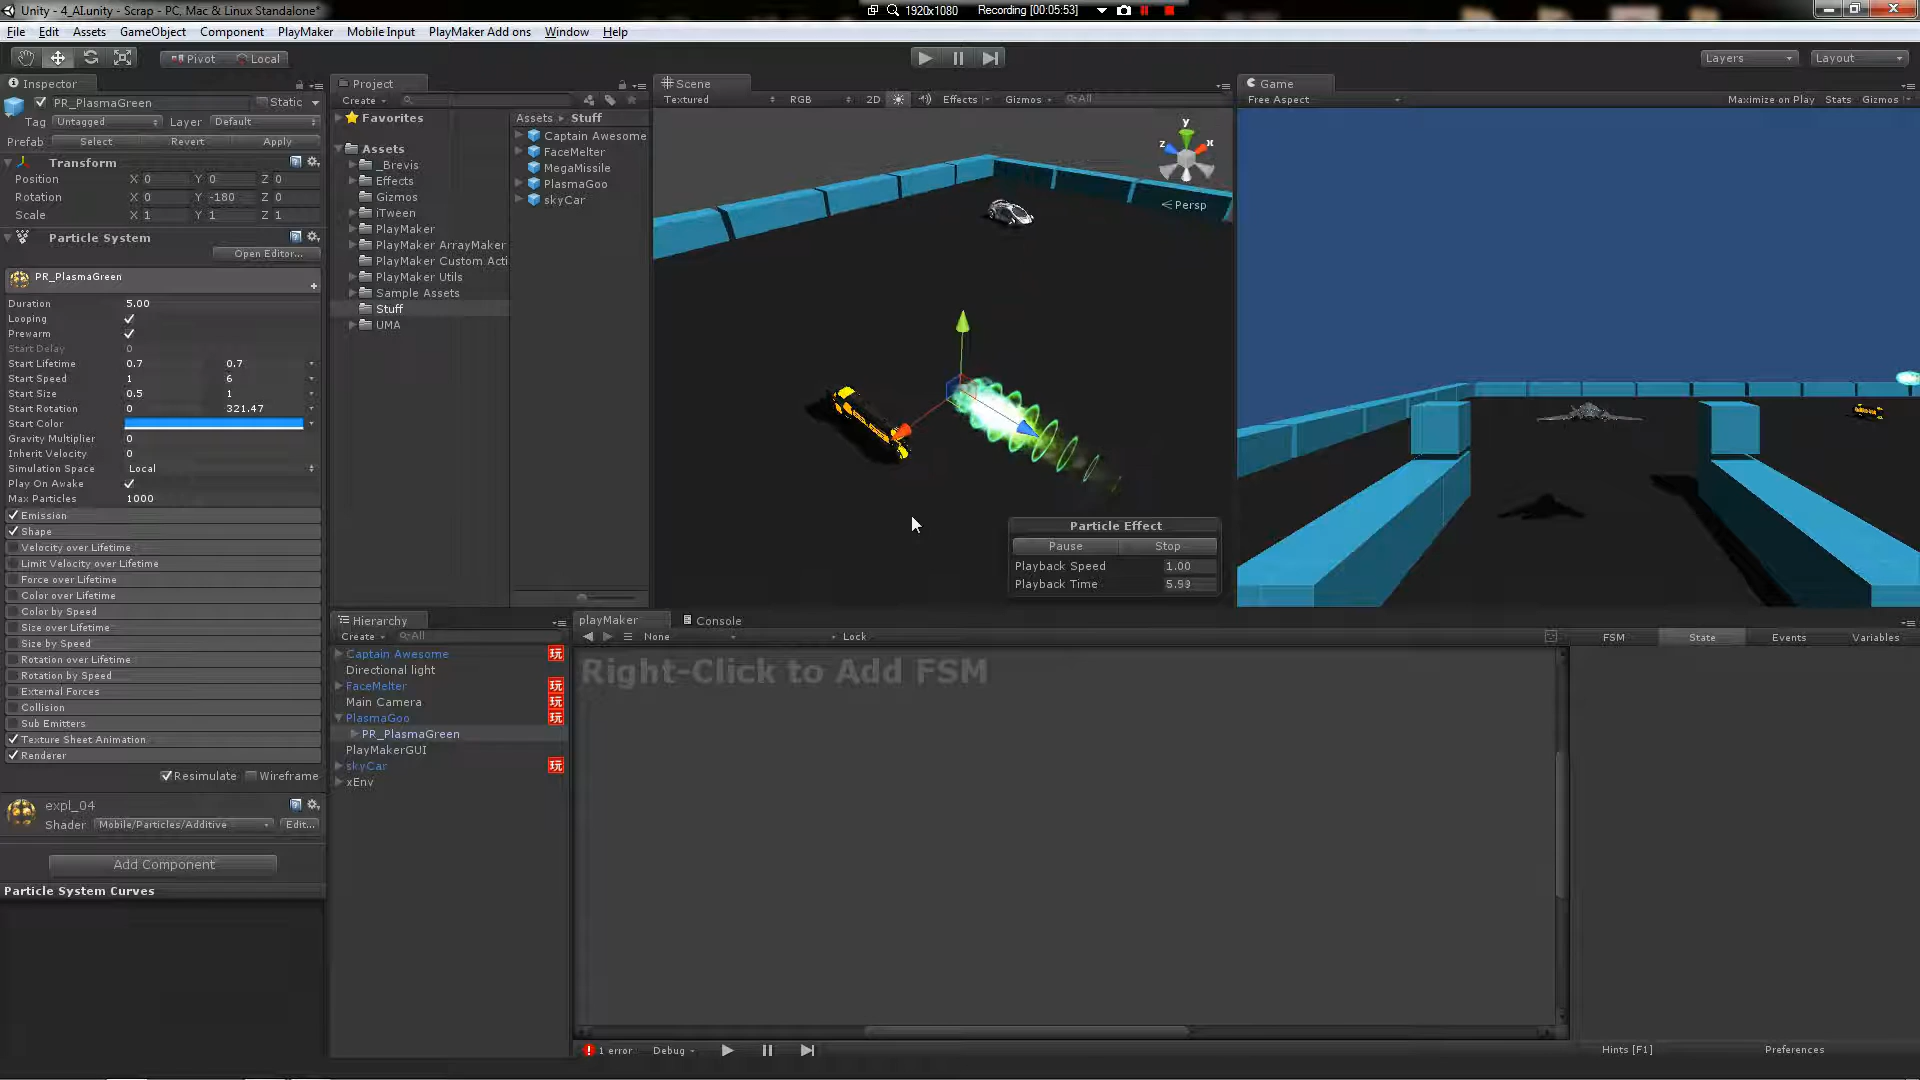 Unity - 4_AI.unity - Scrap - PC, Mac & Linux Standalone*
1920x1080
Recording [00:05:53]
File Edit Assets GameObject Component PlayMaker Mobile Input PlayMaker Add ons Window Help
Pivot Local
Layers
Layout
Inspector
PR_PlasmaGreen
Static
Tag Untagged Layer Default
Prefab Select Revert Apply
Transform
Position X 0 Y 0 Z 0
Rotation X 0 Y -180 Z 0
Scale X 1 Y 1 Z 1
Particle System
Open Editor...
PR_PlasmaGreen
Duration 5.00
Looping
Prewarm
Start Delay 0
Start Lifetime 0.7 0.7
Start Speed 1 6
Start Size 0.5 1
Start Rotation 0 321.47
Start Color
Gravity Multiplier 0
Inherit Velocity 0
Simulation Space Local
Play On Awake
Max Particles 1000
Emission
Shape
Velocity over Lifetime
Limit Velocity over Lifetime
Force over Lifetime
Color over Lifetime
Color by Speed
Size over Lifetime
Size by Speed
Rotation over Lifetime
Rotation by Speed
External Forces
Collision
Sub Emitters
Texture Sheet Animation
Renderer
Resimulate Wireframe
expl_04
Shader Mobile/Particles/Additive Edit...
Add Component
Particle System Curves
Project
Create
Favorites
Assets
_Brevis
Effects
Gizmos
iTween
PlayMaker
PlayMaker ArrayMaker
PlayMaker Custom Acti
PlayMaker Utils
Sample Assets
Stuff
UMA
Assets Stuff
Captain Awesome
FaceMelter
MegaMissile
PlasmaGoo
skyCar
Scene
Textured RGB 2D Effects Gizmos All
y
z x
Persp
Particle Effect
Pause Stop
Playback Speed 1.00
Playback Time 5.59
Game
Free Aspect Maximize on Play Stats Gizmos
Hierarchy
Create All
Captain Awesome 玩
Directional light
FaceMelter 玩
Main Camera 玩
PlasmaGoo 玩
PR_PlasmaGreen
PlayMakerGUI
skyCar 玩
xEnv
playMaker Console
None Lock
FSM State Events Variables
Right-Click to Add FSM
1 error Debug
Hints [F1] Preferences